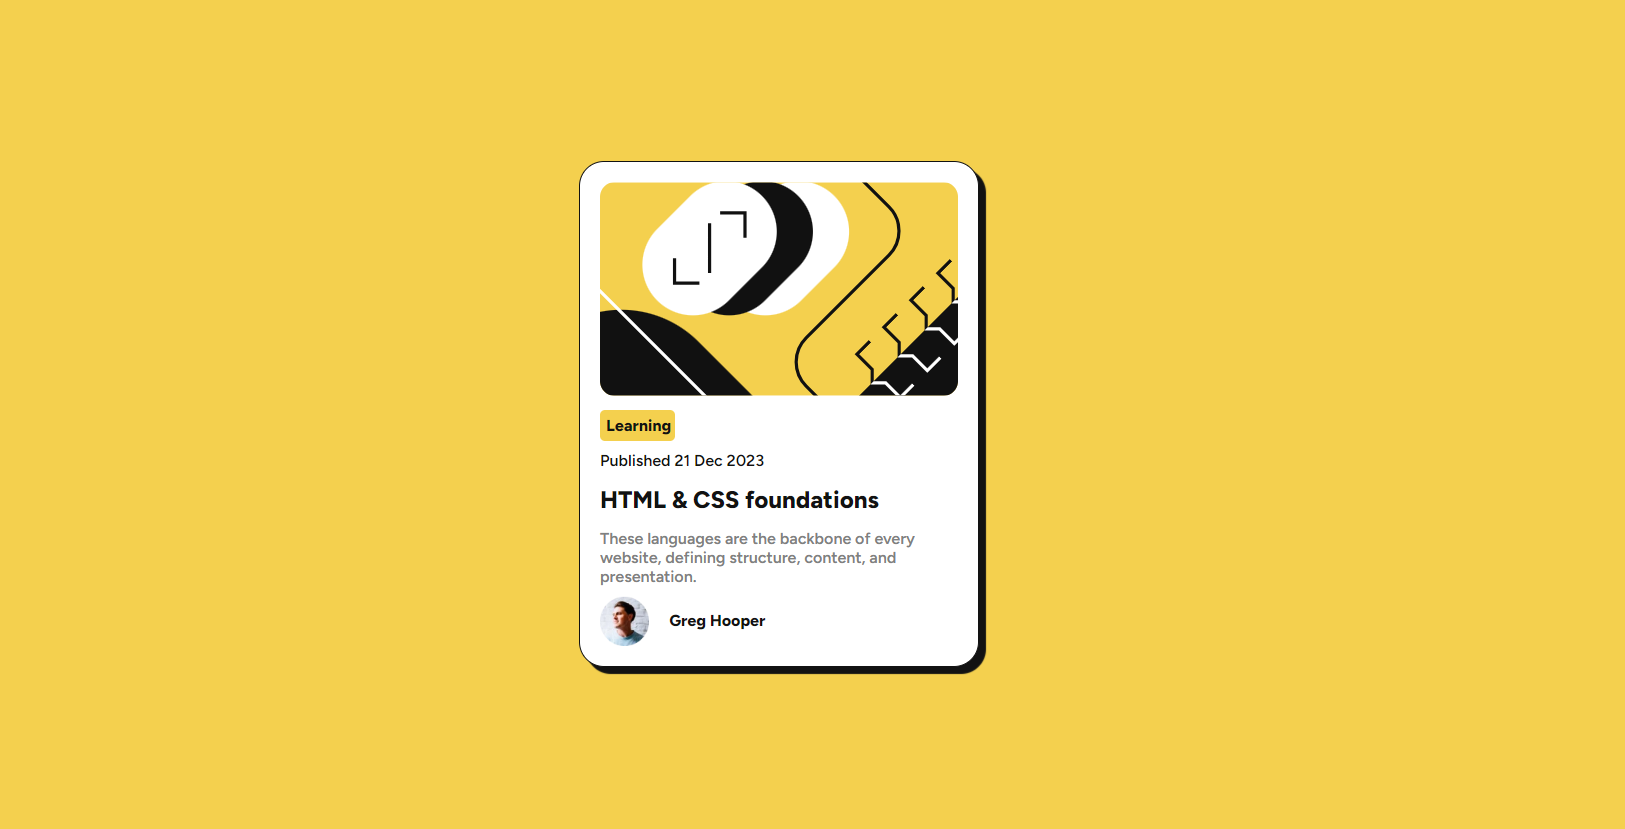 Learning
Published 21 Dec 2023
HTML & CSS foundations
These languages are the backbone of every
website, defining structure, content, and
presentation.
Greg Hooper